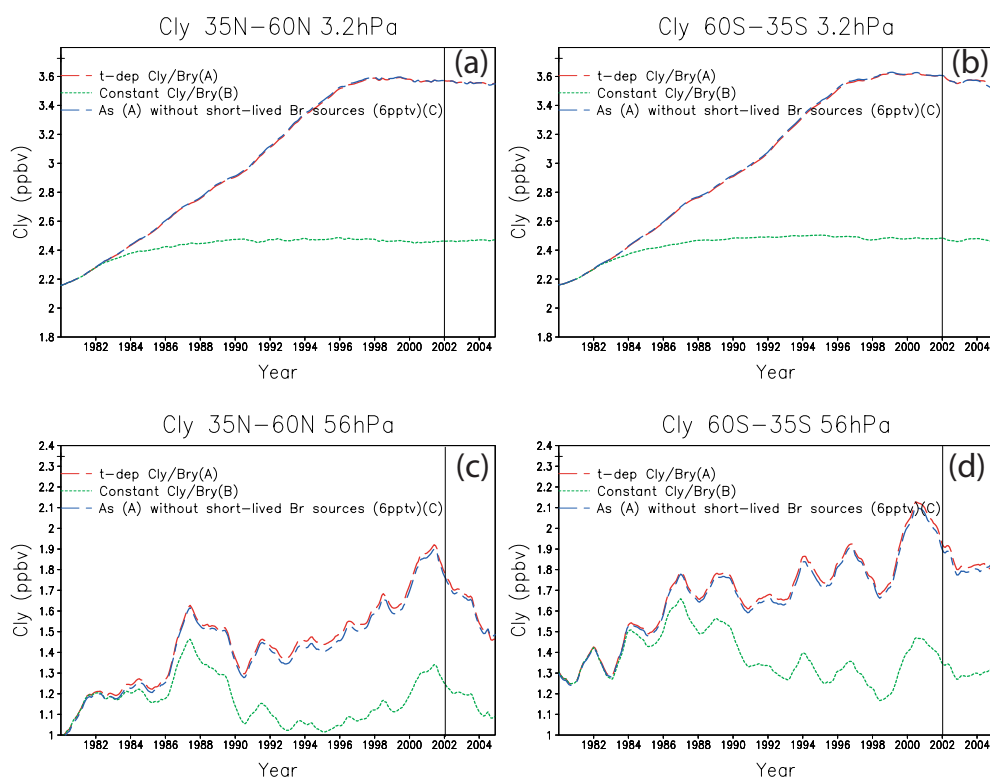 Cly 35N−60N 3.2hPa
(a)
t−dep Cly/Bry(A)
Constant Cly/Bry(B)
As (A) without short−lived Br sources (6pptv)(C)
Cly (ppbv)
3.6
3.4
3.2
3
2.8
2.6
2.4
2.2
2
1.8
1982 1984 1986 1988 1990 1992 1994 1996 1998 2000 2002 2004
Year
Cly 60S−35S 3.2hPa
(b)
t−dep Cly/Bry(A)
Constant Cly/Bry(B)
As (A) without short−lived Br sources (6pptv)(C)
Cly (ppbv)
3.6
3.4
3.2
3
2.8
2.6
2.4
2.2
2
1.8
1982 1984 1986 1988 1990 1992 1994 1996 1998 2000 2002 2004
Year
Cly 35N−60N 56hPa
(c)
t−dep Cly/Bry(A)
Constant Cly/Bry(B)
As (A) without short−lived Br sources (6pptv)(C)
Cly (ppbv)
2.4
2.3
2.2
2.1
2
1.9
1.8
1.7
1.6
1.5
1.4
1.3
1.2
1.1
1
1982 1984 1986 1988 1990 1992 1994 1996 1998 2000 2002 2004
Year
Cly 60S−35S 56hPa
(d)
t−dep Cly/Bry(A)
Constant Cly/Bry(B)
As (A) without short−lived Br sources (6pptv)(C)
Cly (ppbv)
2.4
2.3
2.2
2.1
2
1.9
1.8
1.7
1.6
1.5
1.4
1.3
1.2
1.1
1
1982 1984 1986 1988 1990 1992 1994 1996 1998 2000 2002 2004
Year